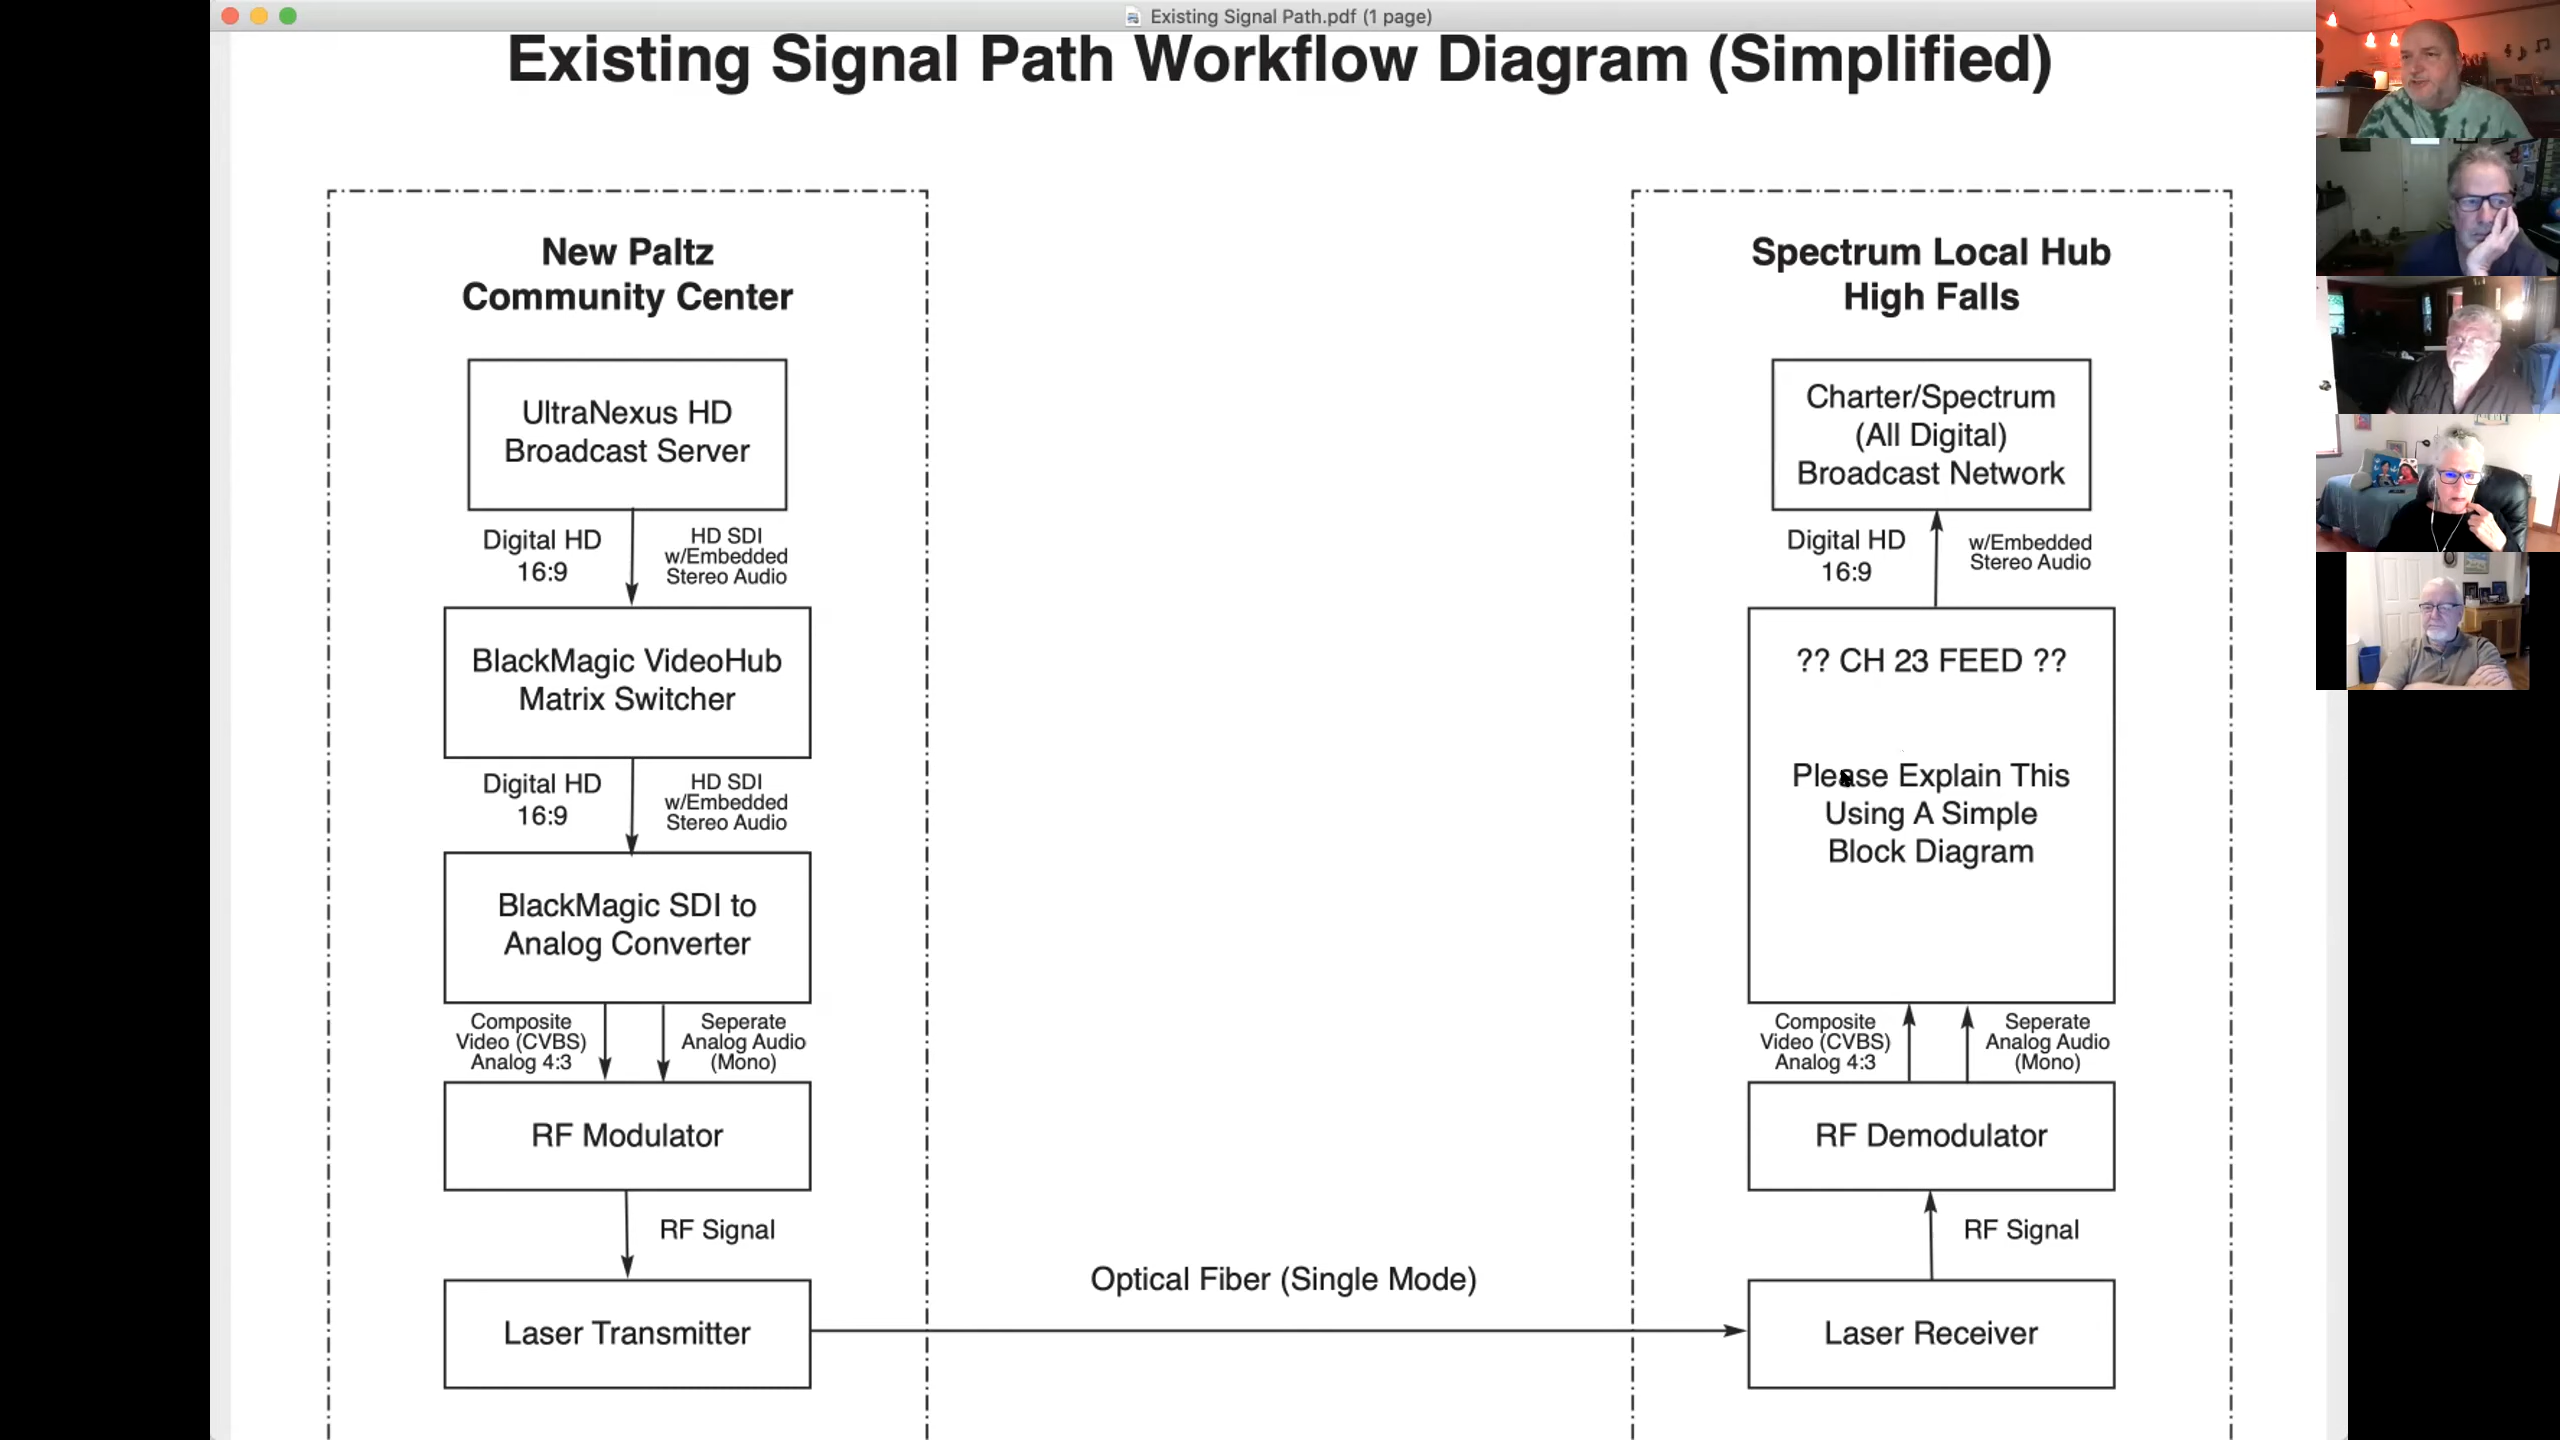 Existing Signal Path.pdf (1 page)
Existing Signal Path Workflow Diagram (Simplified)
New Paltz
Community Center
UltraNexus HD
Broadcast Server
Digital HD
16:9
HD SDI
w/Embedded
Stereo Audio
BlackMagic VideoHub
Matrix Switcher
Digital HD
16:9
HD SDI
w/Embedded
Stereo Audio
BlackMagic SDI to
Analog Converter
Composite
Video (CVBS)
Analog 4:3
Seperate
Analog Audio
(Mono)
RF Modulator
RF Signal
Laser Transmitter
Optical Fiber (Single Mode)
Spectrum Local Hub
High Falls
Charter/Spectrum
(All Digital)
Broadcast Network
Digital HD
16:9
w/Embedded
Stereo Audio
?? CH 23 FEED ??
Please Explain This
Using A Simple
Block Diagram
Composite
Video (CVBS)
Analog 4:3
Seperate
Analog Audio
(Mono)
RF Demodulator
RF Signal
Laser Receiver